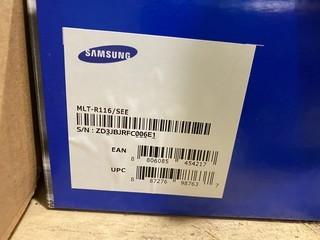 SAMSUNG
MLT-R116/SEE
S/N : ZD3JBJRFC006E1
EAN
8 806085 454217
UPC
8 87276 98763 7